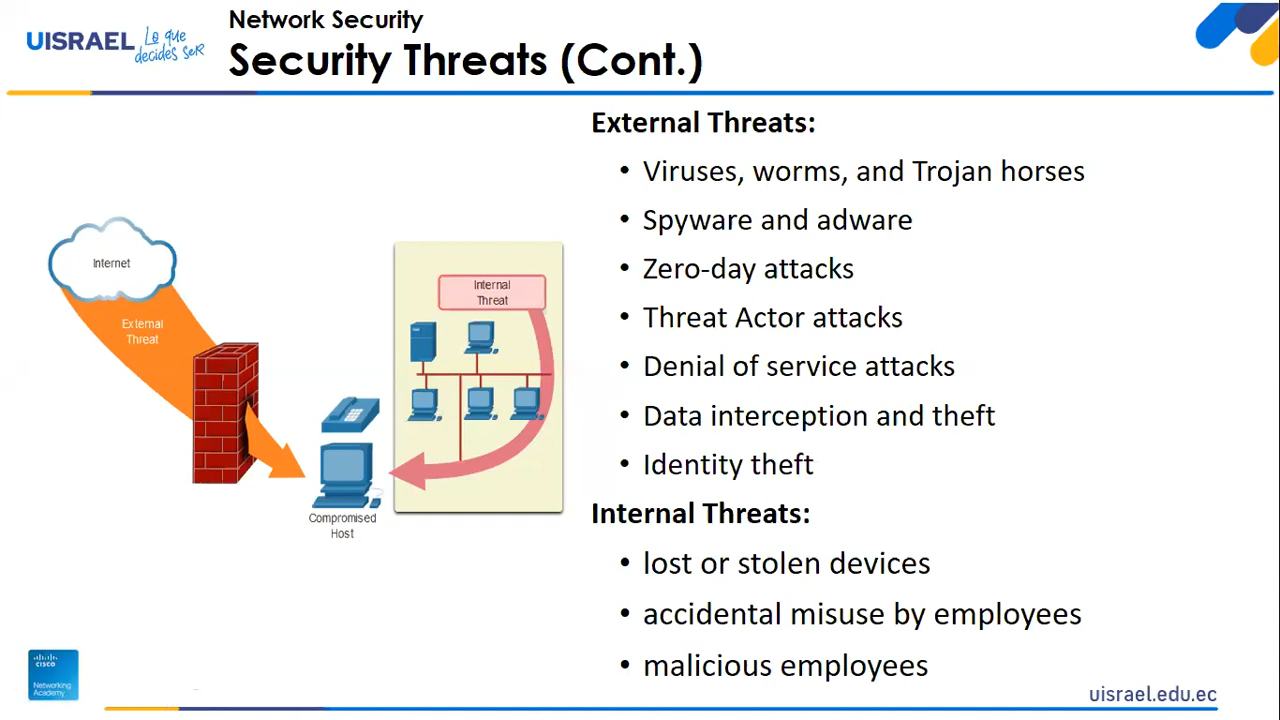 Network Security
Security Threats (Cont.)
UISRAEL Lo que
decides SER
External Threats:
• Viruses, worms, and Trojan horses
• Spyware and adware
• Zero-day attacks
• Threat Actor attacks
• Denial of service attacks
• Data interception and theft
• Identity theft
Internal Threats:
• lost or stolen devices
• accidental misuse by employees
• malicious employees
Internet
External
Threat
Internal
Threat
Compromised
Host
cisco
Networking
Academy
uisrael.edu.ec